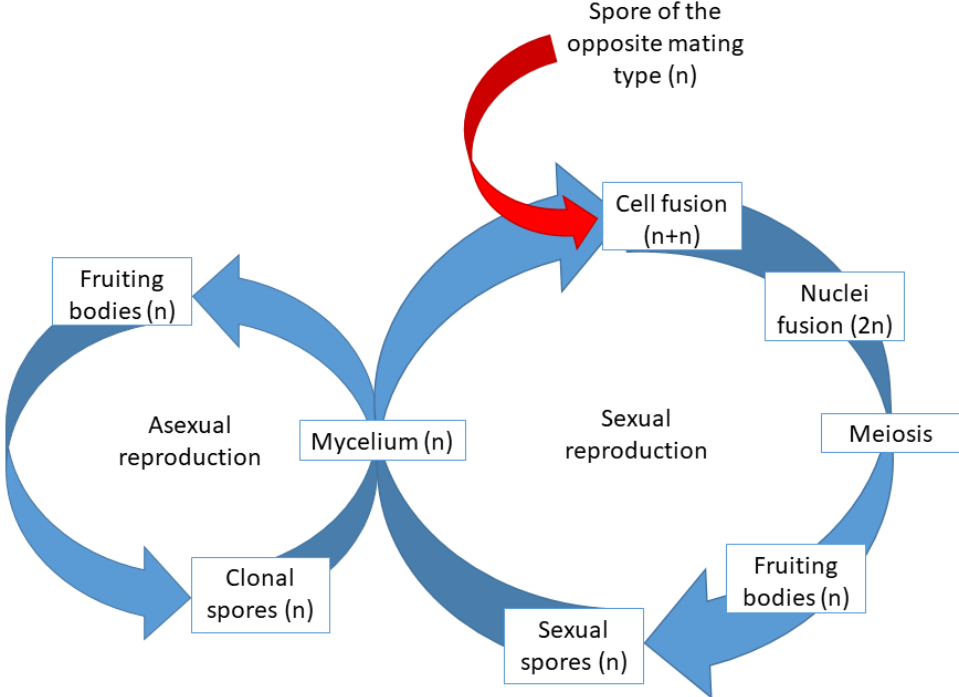 Spore of the
opposite mating
type (n)
Cell fusion
(n+n)
Nuclei
fusion (2n)
Meiosis
Fruiting
bodies (n)
Sexual
spores (n)
Sexual
reproduction
Mycelium (n)
Fruiting
bodies (n)
Asexual
reproduction
Clonal
spores (n)